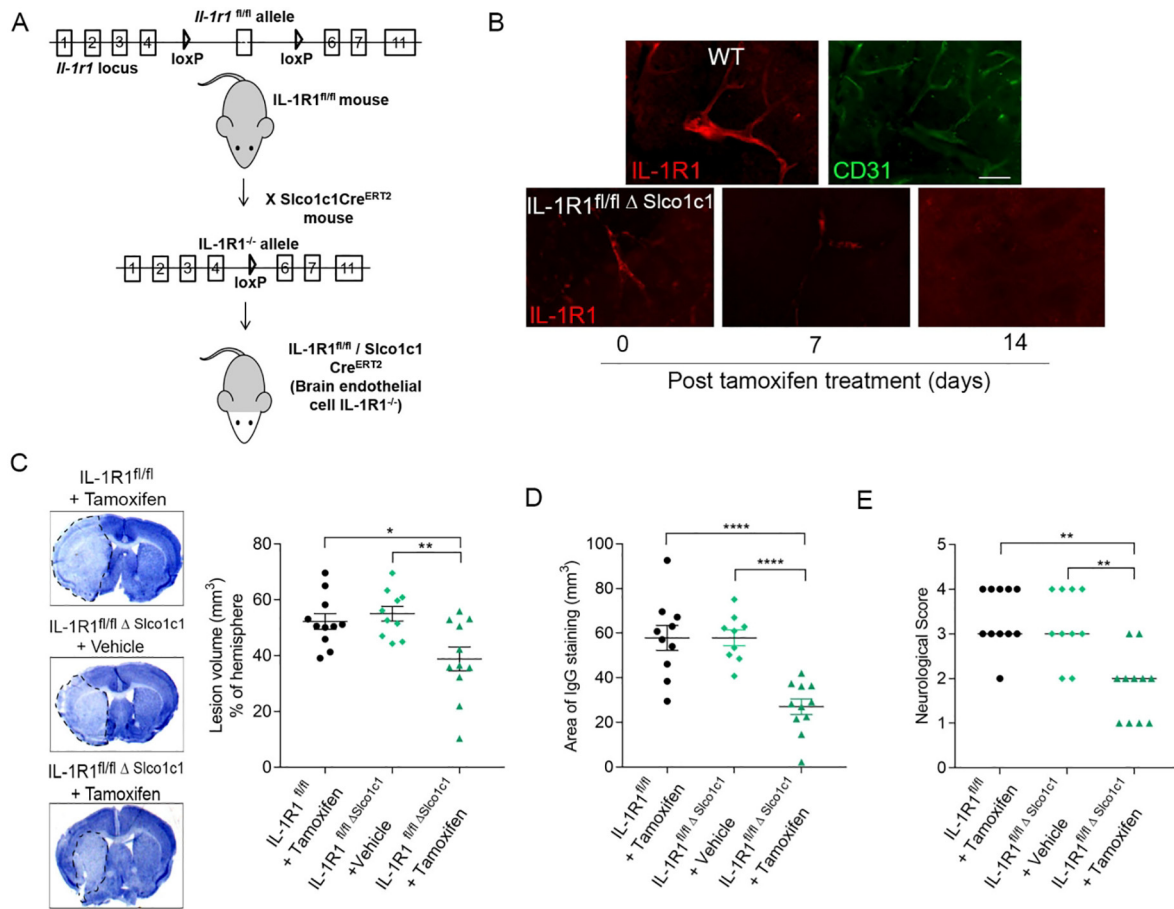 A
Il-1r1 fl/fl allele
1 2 3 4 6 7 11
loxP loxP
Il-1r1 locus
IL-1R1fl/fl mouse
X Slco1c1CreERT2
mouse
IL-1R1-/- allele
1 2 3 4 6 7 11
loxP
IL-1R1fl/fl / Slco1c1
CreERT2
(Brain endothelial
cell IL-1R1-/-)
B
WT
IL-1R1
CD31
IL-1R1fl/fl Δ Slco1c1
IL-1R1
0 7 14
Post tamoxifen treatment (days)
C
IL-1R1fl/fl
+ Tamoxifen
IL-1R1fl/fl Δ Slco1c1
+ Vehicle
IL-1R1fl/fl Δ Slco1c1
+ Tamoxifen
Lesion volume (mm3)
% of hemisphere
80
60
40
20
0
*
**
IL-1R1 fl/fl
+ Tamoxifen
IL-1R1 fl/fl ΔSlco1c1
+Vehicle
IL-1R1 fl/fl ΔSlco1c1
+ Tamoxifen
D
Area of IgG staining (mm3)
100
80
60
40
20
0
****
****
IL-1R1fl/fl
+ Tamoxifen
IL-1R1fl/fl Δ Slco1c1
+ Vehicle
IL-1R1fl/fl Δ Slco1c1
+ Tamoxifen
E
Neurological Score
5
4
3
2
1
0
**
**
IL-1R1fl/fl
+ Tamoxifen
IL-1R1fl/fl Δ Slco1c1
+ Vehicle
IL-1R1fl/fl Δ Slco1c1
+ Tamoxifen